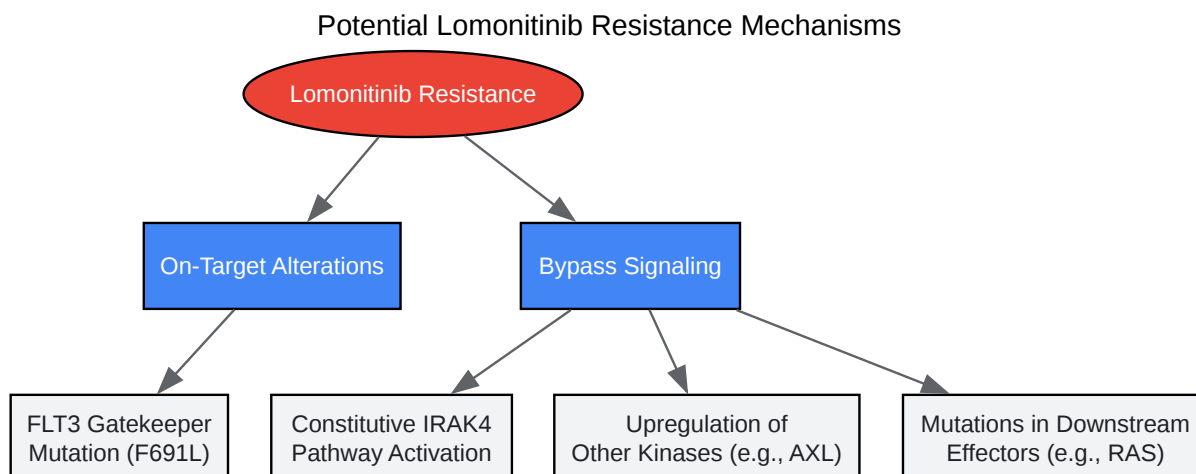 Potential Lomonitinib Resistance Mechanisms
Lomonitinib Resistance
On-Target Alterations
Bypass Signaling
FLT3 Gatekeeper
Mutation (F691L)
Constitutive IRAK4
Pathway Activation
Upregulation of
Other Kinases (e.g., AXL)
Mutations in Downstream
Effectors (e.g., RAS)